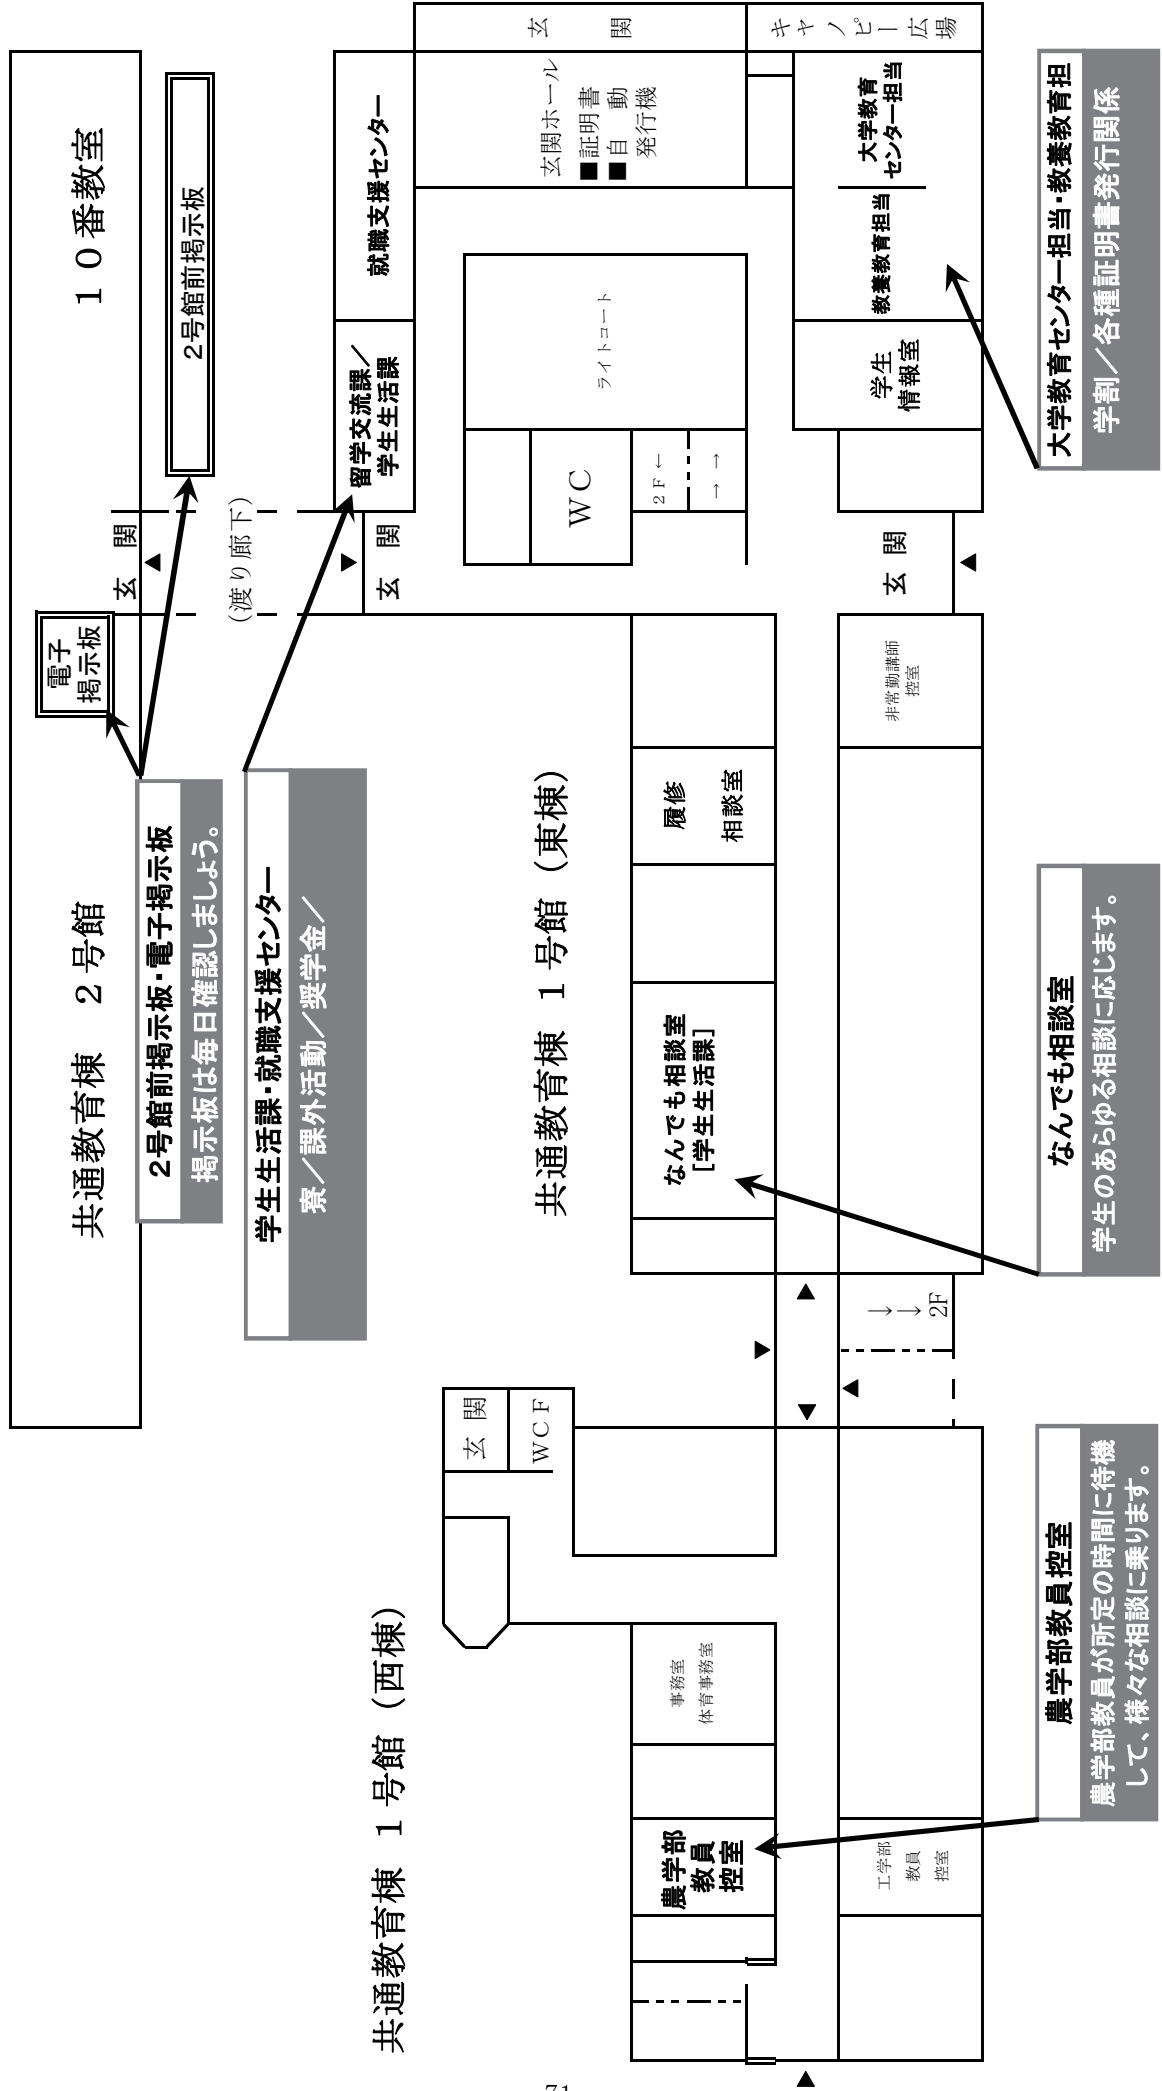 共通教育棟 2号館
10番教室
電子
掲示板
玄関
2号館前掲示板
2号館前掲示板・電子掲示板
掲示板は毎日確認しましょう。
(渡り廊下)
学生生活課・就職支援センター
寮／課外活動／奨学金／
玄関
留学交流課／
学生生活課
就職支援センター
共通教育棟 1号館 (西棟)
玄関
WCF
共通教育棟 1号館 (東棟)
WC
ライトコート
玄関
玄関ホール
■証明書
■自動
発行機
2F←
→→
農学部
教員
控室
事務室
体育事務室
なんでも相談室
[学生生活課]
履修
相談室
キャノピー広場
工学部
教員
控室
→→2F
非常勤講師
控室
玄関
学生
情報室
教養教育担当
大学教育
センター担当
農学部教員控室
農学部教員が所定の時間に待機
して、様々な相談に乗ります。
なんでも相談室
学生のあらゆる相談に応じます。
大学教育センター担当・教養教育担
学割／各種証明書発行関係
71